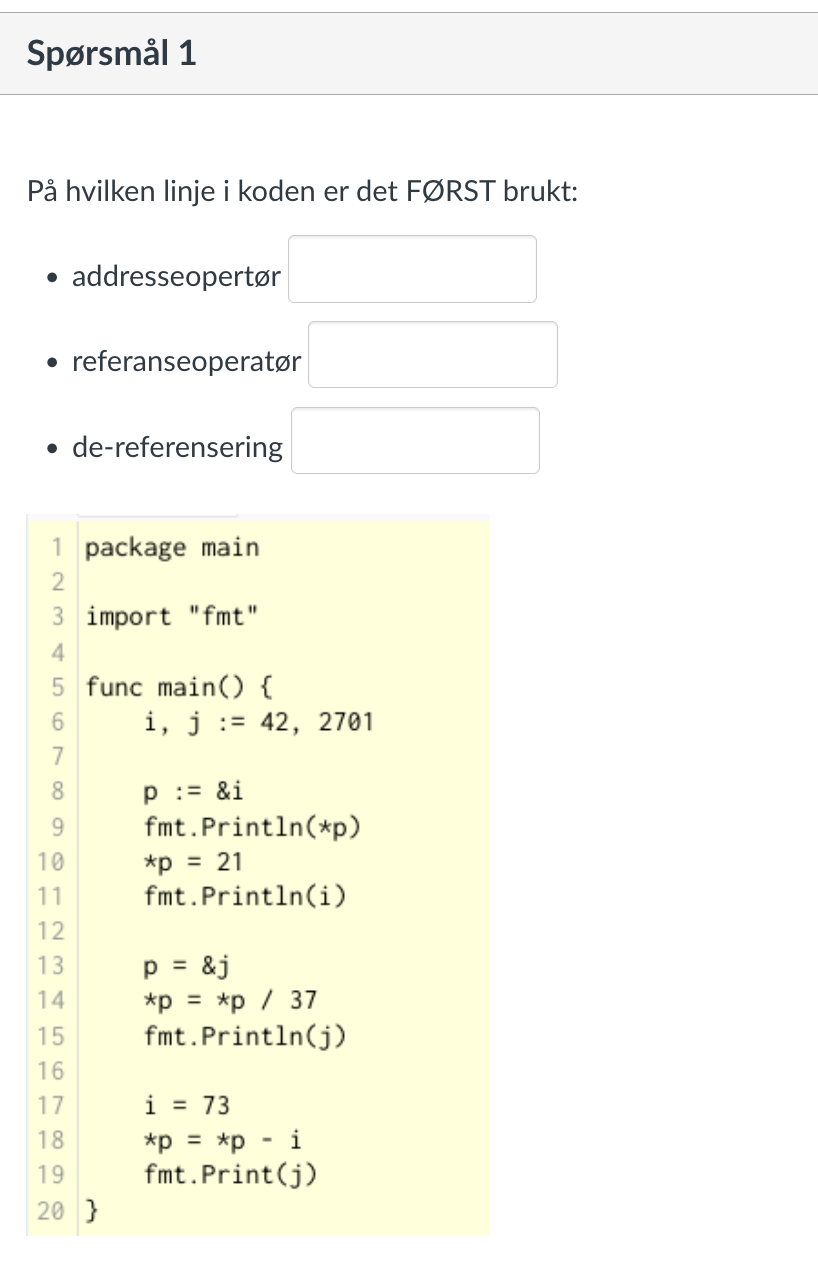 Spørsmål 1
På hvilken linje i koden er det FØRST brukt:
• addresseopertør
• referanseoperatør
• de-referensering
1 package main
2
3 import "fmt"
4
5 func main() {
6     i, j := 42, 2701
7
8     p := &i
9     fmt.Println(*p)
10     *p = 21
11     fmt.Println(i)
12
13     p = &j
14     *p = *p / 37
15     fmt.Println(j)
16
17     i = 73
18     *p = *p - i
19     fmt.Print(j)
20 }